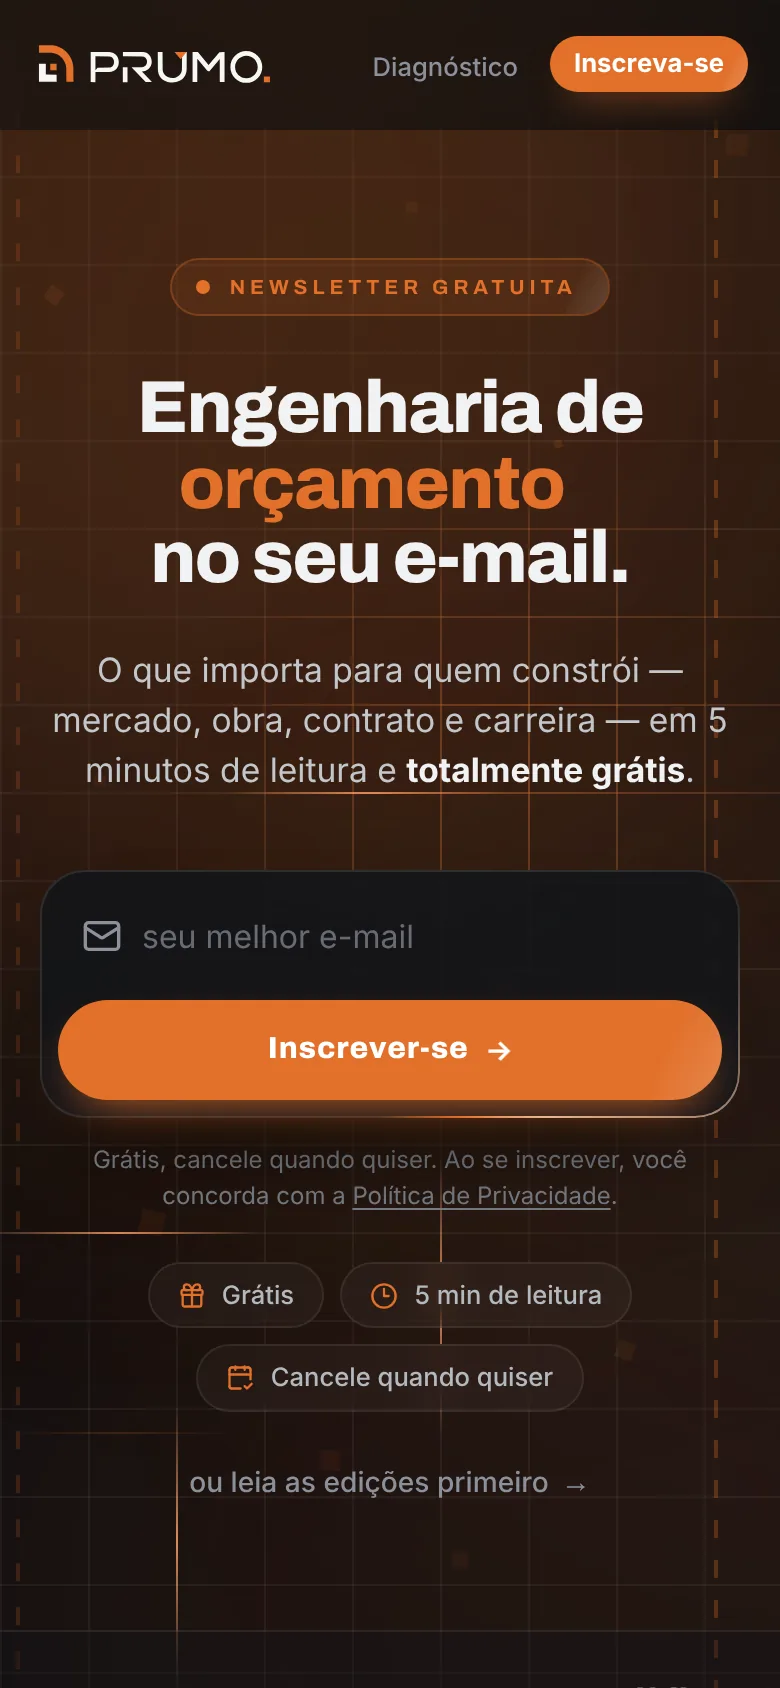 PRUMO.
Diagnóstico
Inscreva-se
NEWSLETTER GRATUITA
Engenharia de
orçamento
no seu e-mail.
O que importa para quem constrói —
mercado, obra, contrato e carreira — em 5
minutos de leitura e totalmente grátis.
seu melhor e-mail
Inscrever-se →
Grátis, cancele quando quiser. Ao se inscrever, você
concorda com a Política de Privacidade.
Grátis
5 min de leitura
Cancele quando quiser
ou leia as edições primeiro →